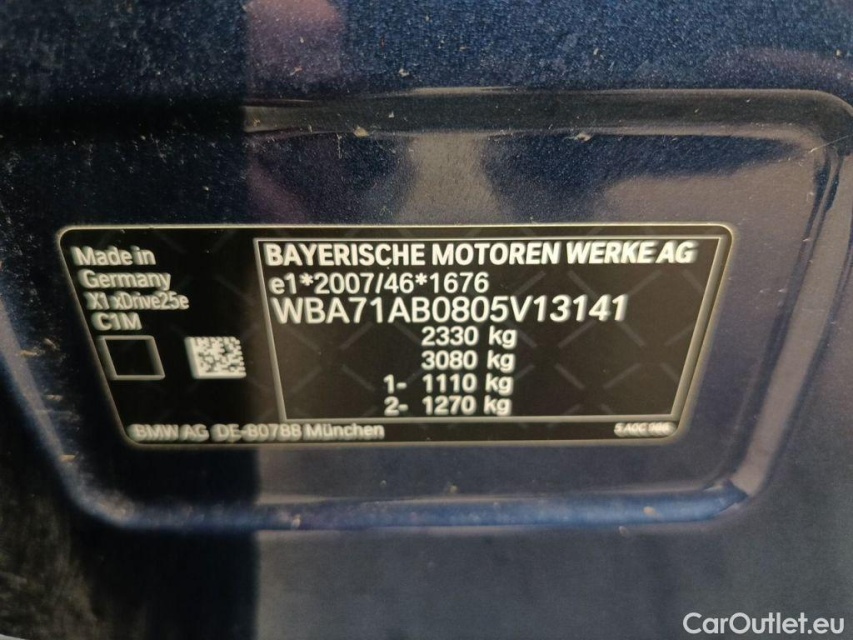 Made in
Germany
X1 xDrive25e
C1M
BAYERISCHE MOTOREN WERKE AG
e1*2007/46*1676
WBA71AB0805V13141
2330 kg
3080 kg
1- 1110 kg
2- 1270 kg
BMW AG DE-80788 München
CarOutlet.eu